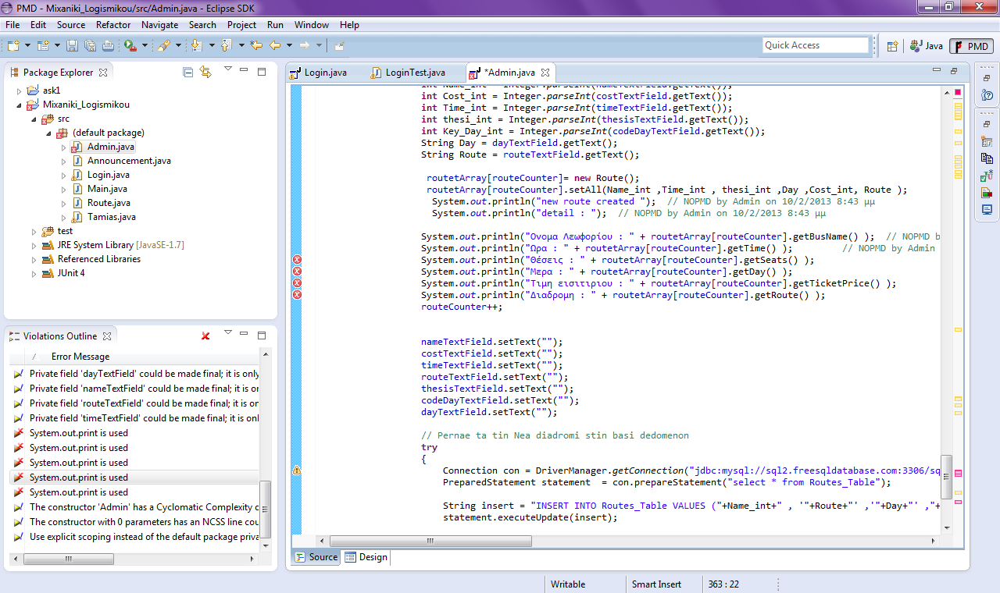 PMD - Mixaniki_Logismikou/src/Admin.java - Eclipse SDK
File Edit Source Refactor Navigate Search Project Run Window Help
Quick Access
Java
PMD
Package Explorer
ask1
Mixaniki_Logismikou
src
(default package)
Admin.java
Announcement.java
Login.java
Main.java
Route.java
Tamias.java
test
JRE System Library [JavaSE-1.7]
Referenced Libraries
JUnit 4
Violations Outline
/ Error Message
Private field 'dayTextField' could be made final; it is only
Private field 'nameTextField' could be made final; it is or
Private field 'routeTextField' could be made final; it is on
Private field 'timeTextField' could be made final; it is onl
System.out.print is used
System.out.print is used
System.out.print is used
System.out.print is used
System.out.print is used
The constructor 'Admin' has a Cyclomatic Complexity o
The constructor with 0 parameters has an NCSS line cou
Use explicit scoping instead of the default package priva
Login.java LoginTest.java *Admin.java
int Name_int = Integer.parseInt(nameTextField.getText());
int Cost_int = Integer.parseInt(costTextField.getText());
int Time_int = Integer.parseInt(timeTextField.getText());
int thesi_int = Integer.parseInt(thesisTextField.getText());
int Key_Day_int = Integer.parseInt(codeDayTextField.getText());
String Day = dayTextField.getText();
String Route = routeTextField.getText();
routetArray[routeCounter]= new Route();
routetArray[routeCounter].setAll(Name_int ,Time_int , thesi_int ,Day ,Cost_int, Route );
System.out.println("new route created "); // NOPMD by Admin on 10/2/2013 8:43 μμ
System.out.println("detail : "); // NOPMD by Admin on 10/2/2013 8:43 μμ
System.out.println("Ονομα Λεωφορίου : " + routetArray[routeCounter].getBusName() ); // NOPMD b
System.out.println("Ώρα : " + routetArray[routeCounter].getTime() ); // NOPMD by Admin
System.out.println("Θέσεις : " + routetArray[routeCounter].getSeats() );
System.out.println("Μερα : " + routetArray[routeCounter].getDay() );
System.out.println("Τιμη εισιτιριου : " + routetArray[routeCounter].getTicketPrice() );
System.out.println("Διαδρομη : " + routetArray[routeCounter].getRoute() );
routeCounter++;
nameTextField.setText("");
costTextField.setText("");
timeTextField.setText("");
routeTextField.setText("");
thesisTextField.setText("");
codeDayTextField.setText("");
dayTextField.setText("");
// Pernae ta tin Nea diadromi stin basi dedomenon
try
{
Connection con = DriverManager.getConnection("jdbc:mysql://sql2.freesqldatabase.com:3306/sq
PreparedStatement statement = con.prepareStatement("select * from Routes_Table");
String insert = "INSERT INTO Routes_Table VALUES ("+Name_int+" , '"+Route+"' ,'"+Day+"' ,"+
statement.executeUpdate(insert);
Source Design
Writable Smart Insert 363 : 22